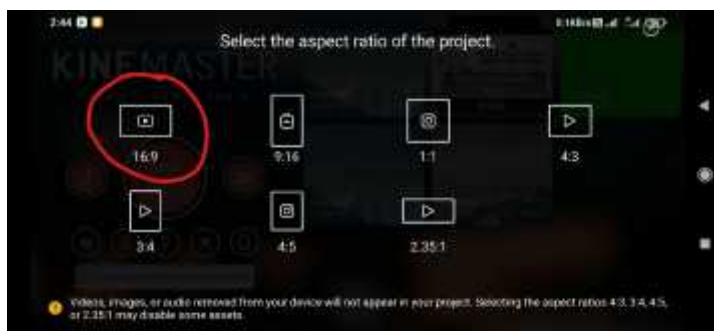 2:44
Select the aspect ratio of the project.
KINEMASTER
16:9
9:16
1:1
4:3
3:4
4:5
2.35:1
Videos, images, or audio removed from your device will not appear in your project. Selecting the aspect ratios 4:3, 3:4, 4:5,
or 2.35:1 may disable some assets.